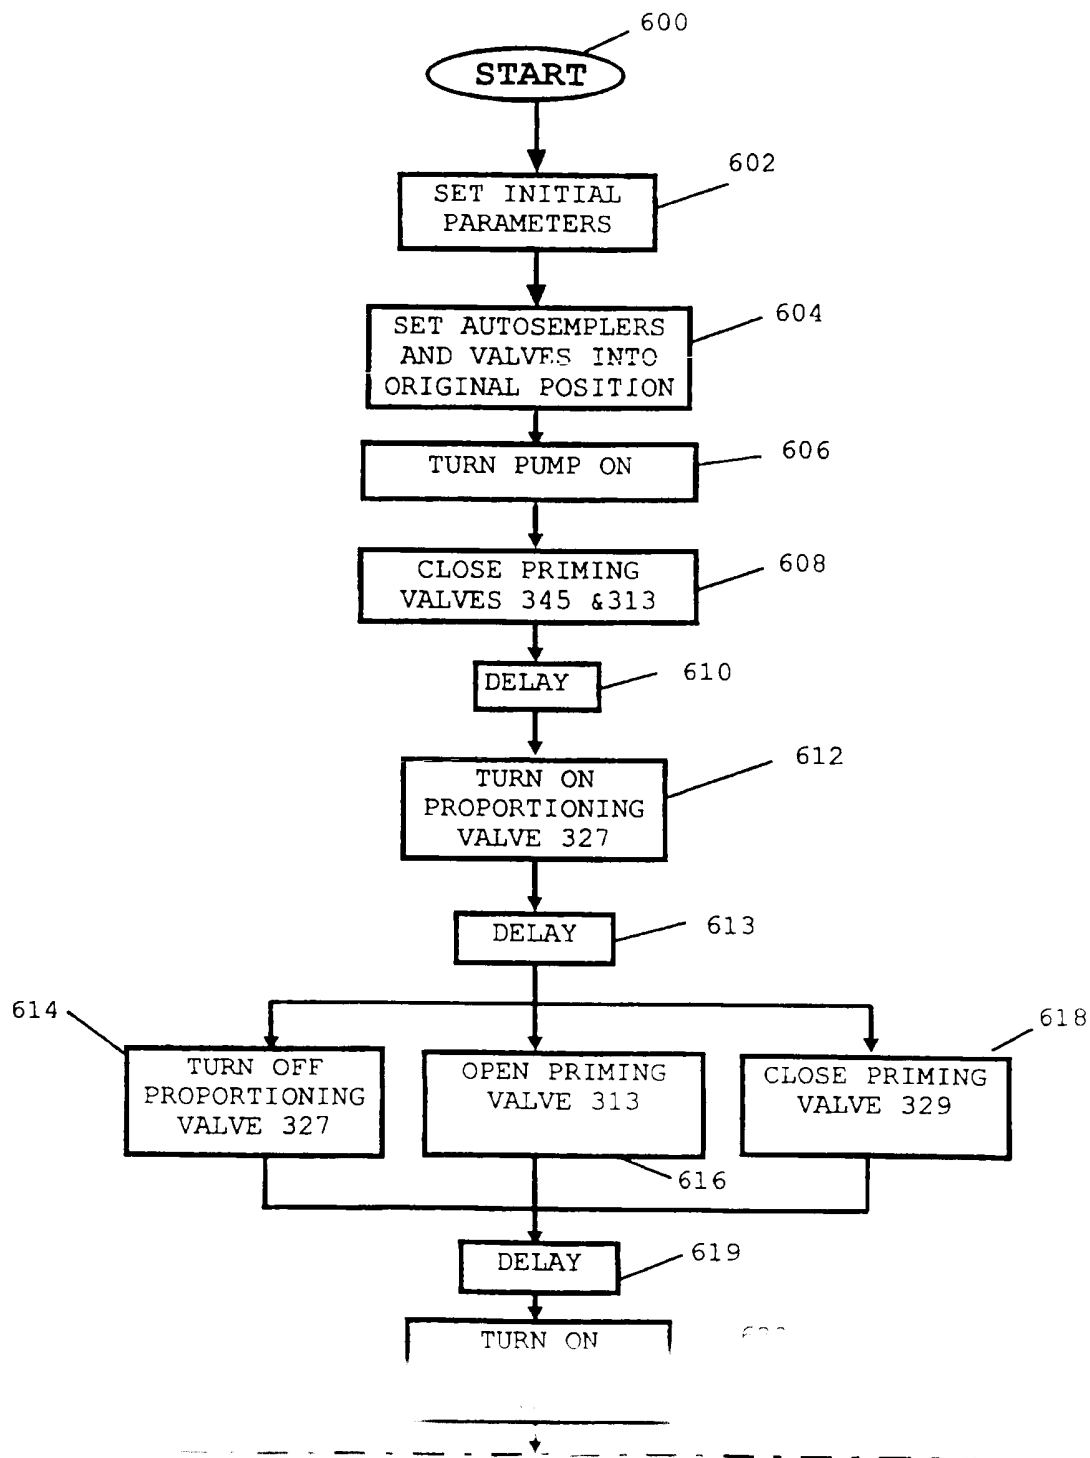 600
START
602
SET INITIAL
PARAMETERS
604
SET AUTOSEMPLERS
AND VALVES INTO
ORIGINAL POSITION
606
TURN PUMP ON
608
CLOSE PRIMING
VALVES 345 &313
610
DELAY
612
TURN ON
PROPORTIONING
VALVE 327
613
DELAY
614
TURN OFF
PROPORTIONING
VALVE 327
OPEN PRIMING
VALVE 313
616
618
CLOSE PRIMING
VALVE 329
619
DELAY
TURN ON